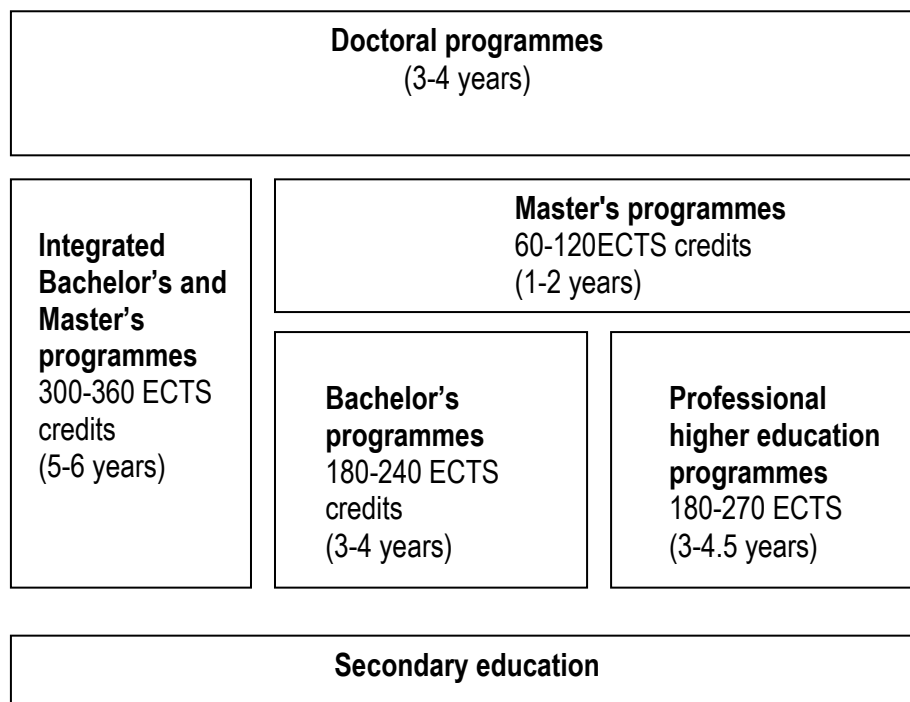 Doctoral programmes
(3-4 years)
Integrated
Bachelor’s and
Master’s
programmes
300-360 ECTS
credits
(5-6 years)
Master's programmes
60-120ECTS credits
(1-2 years)
Bachelor’s
programmes
180-240 ECTS
credits
(3-4 years)
Professional
higher education
programmes
180-270 ECTS
(3-4.5 years)
Secondary education